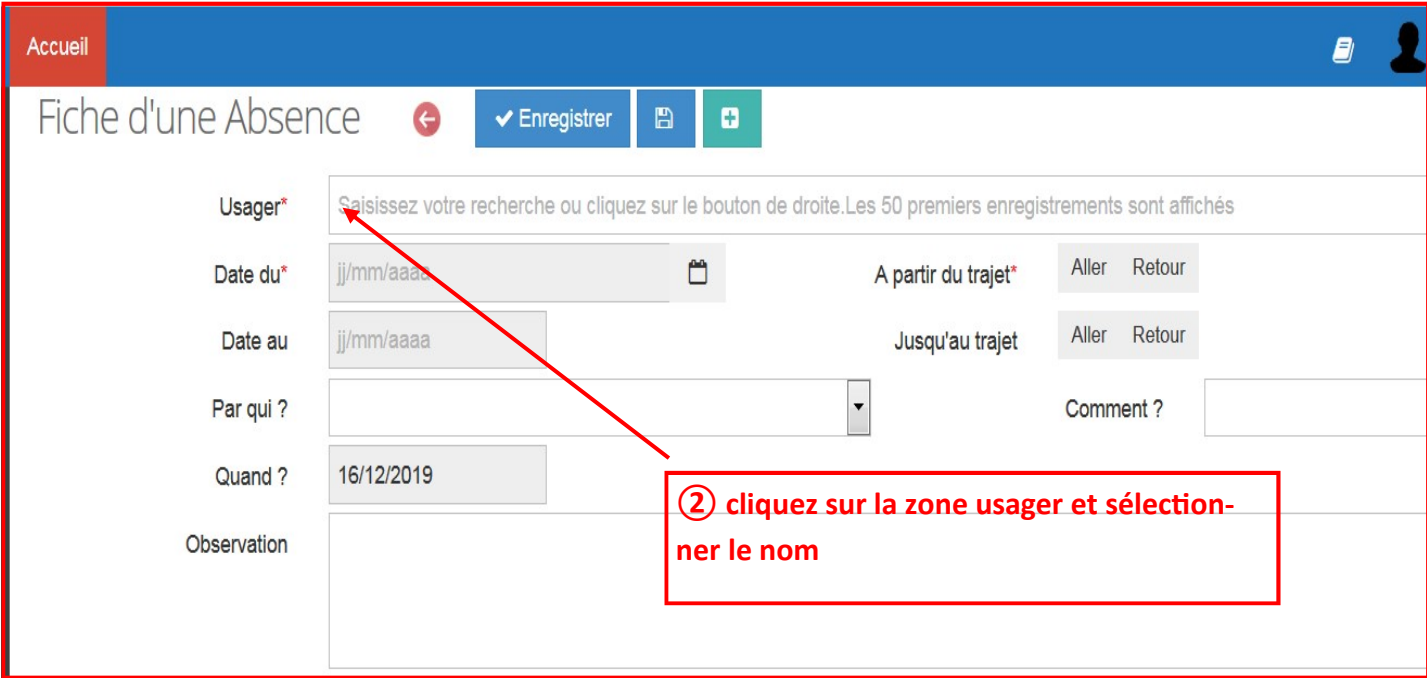 Accueil
Fiche d'une Absence
Enregistrer
Usager*
Saisissez votre recherche ou cliquez sur le bouton de droite.Les 50 premiers enregistrements sont affichés
Date du*
jj/mm/aaaa
A partir du trajet*
Aller Retour
Date au
jj/mm/aaaa
Jusqu'au trajet
Aller Retour
Par qui ?
Comment ?
Quand ?
16/12/2019
② cliquez sur la zone usager et sélection-
ner le nom
Observation